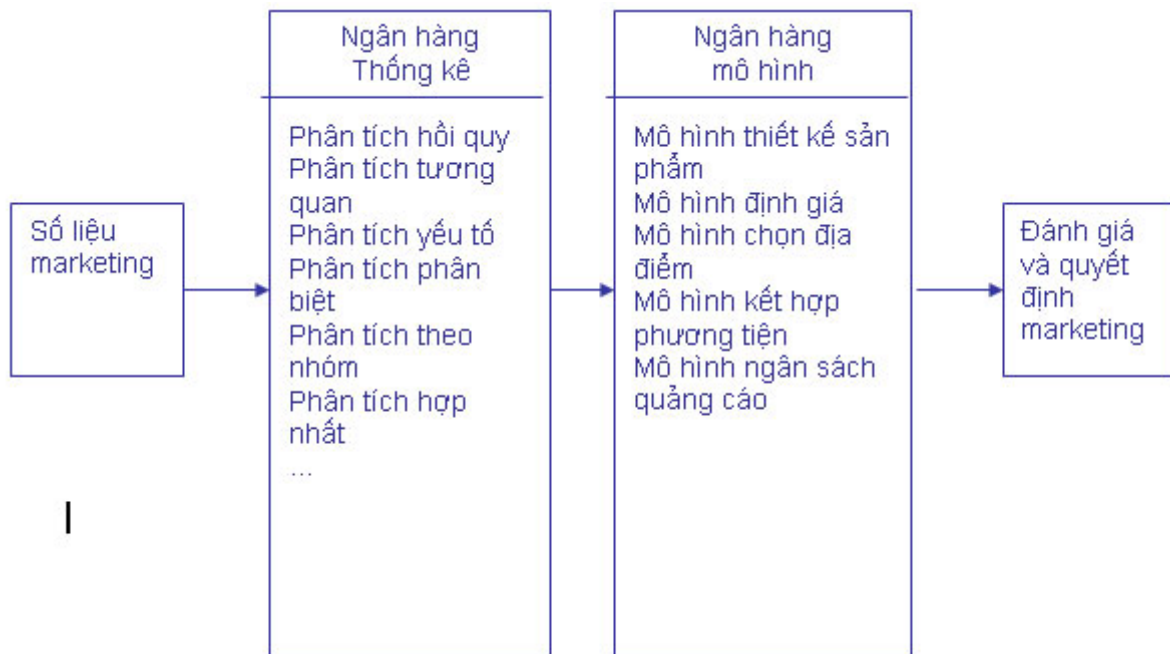 Số liệu
marketing
Ngân hàng
Thống kê
Phân tích hồi quy
Phân tích tương
quan
Phân tích yếu tố
Phân tích phân
biệt
Phân tích theo
nhóm
Phân tích hợp
nhất
...
Ngân hàng
mô hình
Mô hình thiết kế sản
phẩm
Mô hình định giá
Mô hình chọn địa
điểm
Mô hình kết hợp
phương tiện
Mô hình ngân sách
quảng cáo
Đánh giá
và quyết
định
marketing